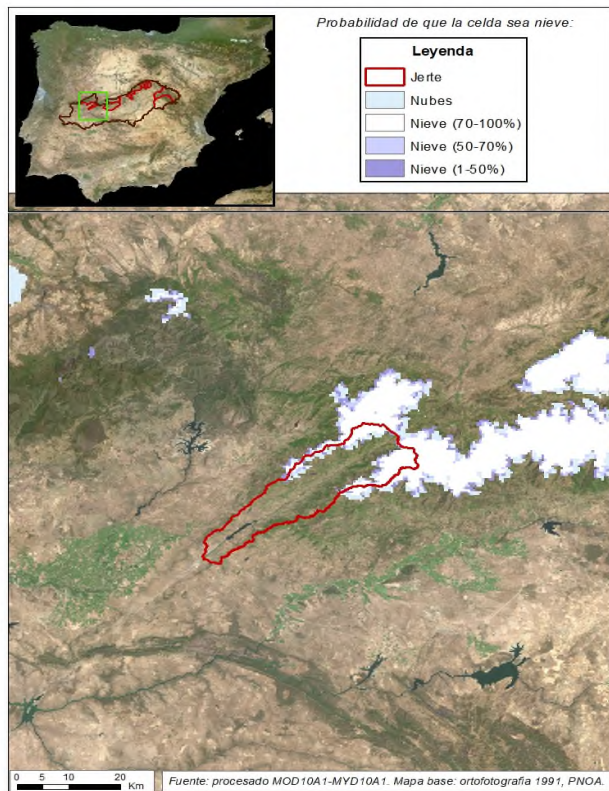 Probabilidad de que la celda sea nieve:
Leyenda
Jerte
Nubes
Nieve (70-100%)
Nieve (50-70%)
Nieve (1-50%)
0 5 10 20
Km
Fuente: procesado MOD10A1-MYD10A1. Mapa base: ortofotografia 1991, PNOA.